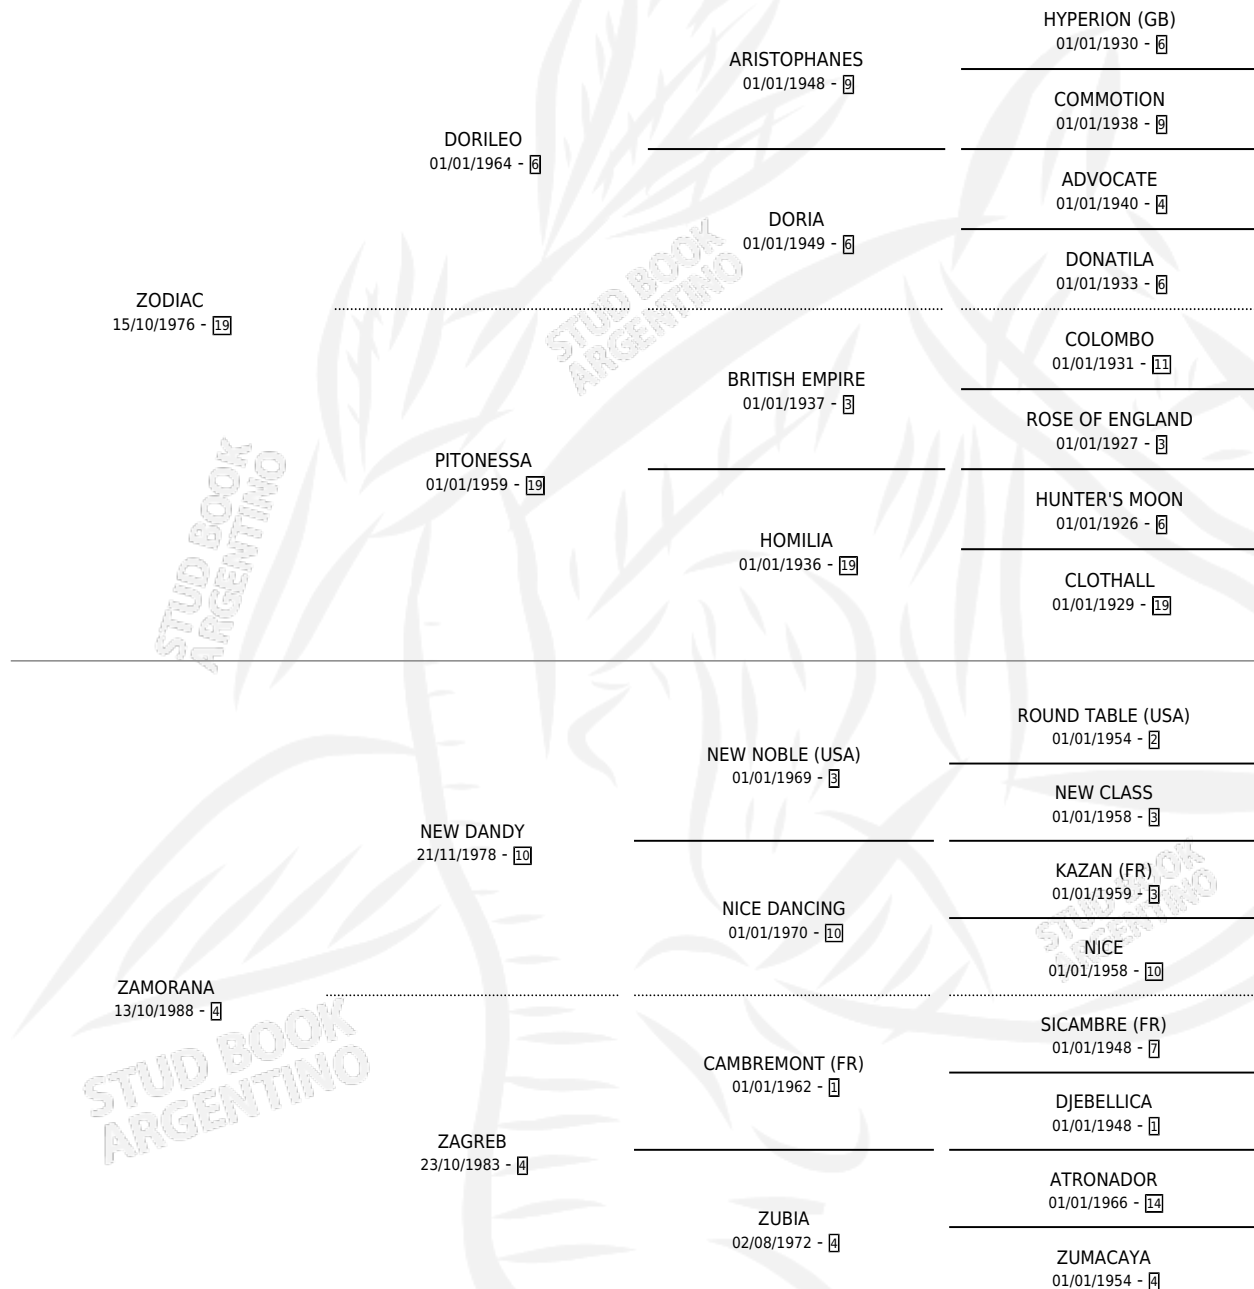 HYPERION (GB)
01/01/1930 - 6
ARISTOPHANES
01/01/1948 - 9
COMMOTION
01/01/1938 - 9
DORILEO
01/01/1964 - 6
ADVOCATE
01/01/1940 - 4
DORIA
01/01/1949 - 6
DONATILA
01/01/1933 - 6
ZODIAC
15/10/1976 - 19
STUD BOOK
ARGENTINO
COLOMBO
01/01/1931 - 11
BRITISH EMPIRE
01/01/1937 - 3
ROSE OF ENGLAND
01/01/1927 - 3
PITONESSA
01/01/1959 - 19
HUNTER'S MOON
01/01/1926 - 6
HOMILIA
01/01/1936 - 19
CLOTHALL
01/01/1929 - 19
STUD BOOK
ARGENTINO
ROUND TABLE (USA)
01/01/1954 - 2
NEW NOBLE (USA)
01/01/1969 - 3
NEW CLASS
01/01/1958 - 3
NEW DANDY
21/11/1978 - 10
KAZAN (FR)
01/01/1959 - 3
NICE DANCING
01/01/1970 - 10
STUD BOOK
ARGENTINO
NICE
01/01/1958 - 10
ZAMORANA
13/10/1988 - 4
STUD BOOK
ARGENTINO
SICAMBRE (FR)
01/01/1948 - 7
CAMBREMONT (FR)
01/01/1962 - 1
DJEBELLICA
01/01/1948 - 1
ZAGREB
23/10/1983 - 4
ATRONADOR
01/01/1966 - 14
ZUBIA
02/08/1972 - 4
ZUMACAYA
01/01/1954 - 4